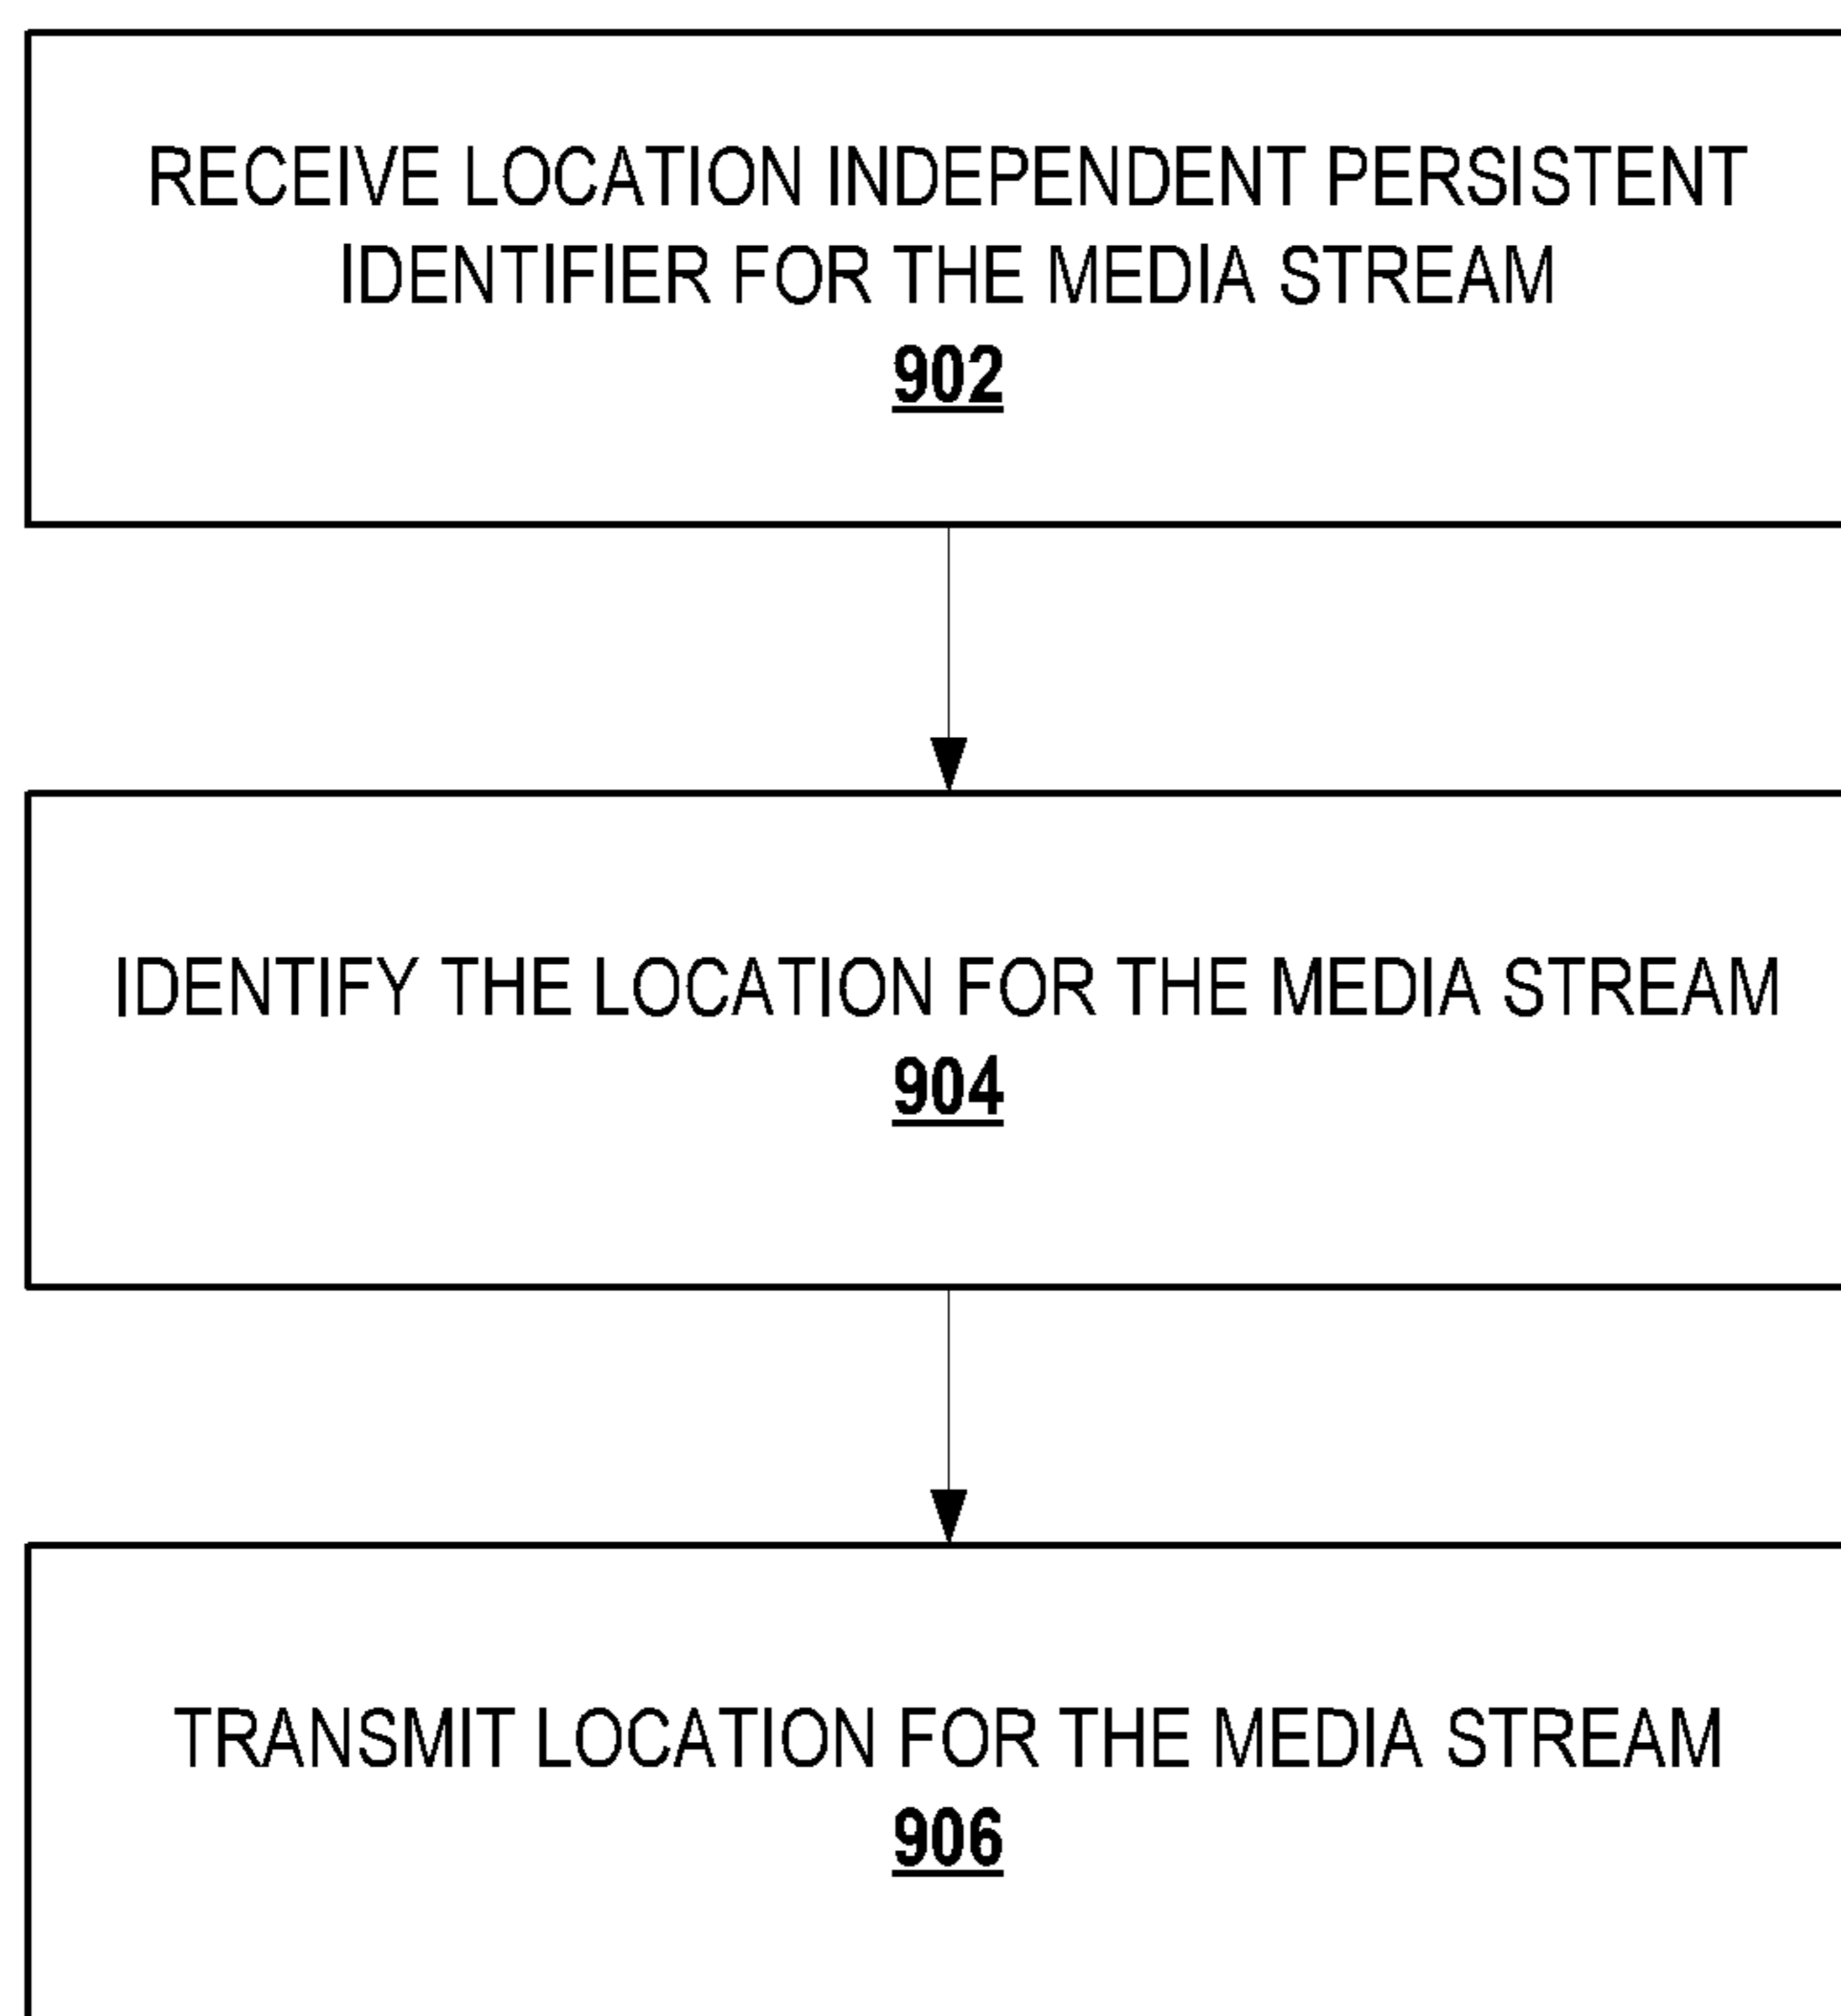 RECEIVE LOCATION INDEPENDENT PERSISTENT
IDENTIFIER FOR THE MEDIA STREAM
902
IDENTIFY THE LOCATION FOR THE MEDIA STREAM
904
TRANSMIT LOCATION FOR THE MEDIA STREAM
906